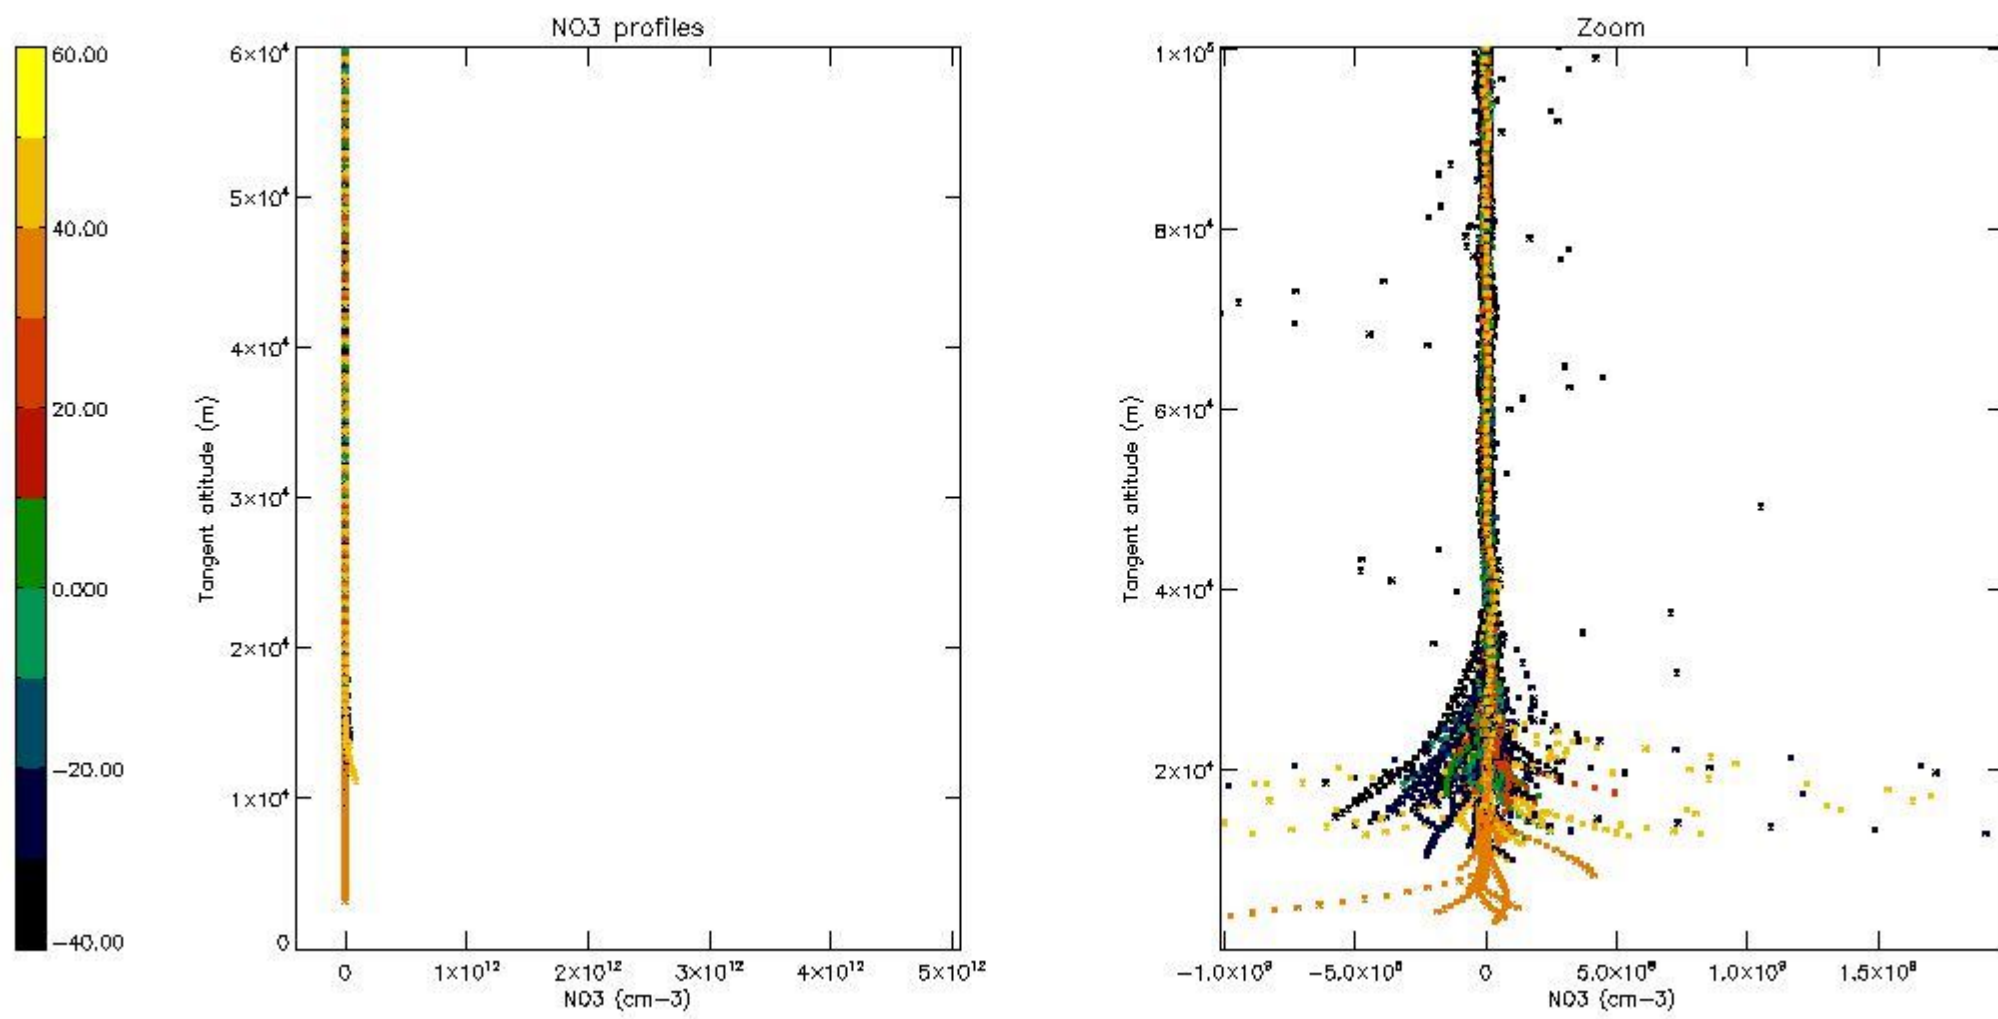 NO3 profiles
60.00
40.00
20.00
0.000
−20.00
−40.00
Tangent altitude (m)
6×10⁴
5×10⁴
4×10⁴
3×10⁴
2×10⁴
1×10⁴
0
0 1×10¹² 2×10¹² 3×10¹² 4×10¹² 5×10¹²
NO3 (cm−3)
Zoom
Tangent altitude (m)
1×10⁵
8×10⁴
6×10⁴
4×10⁴
2×10⁴
−1.0×10⁹ −5.0×10⁸ 0 5.0×10⁸ 1.0×10⁹ 1.5×10⁹
NO3 (cm−3)